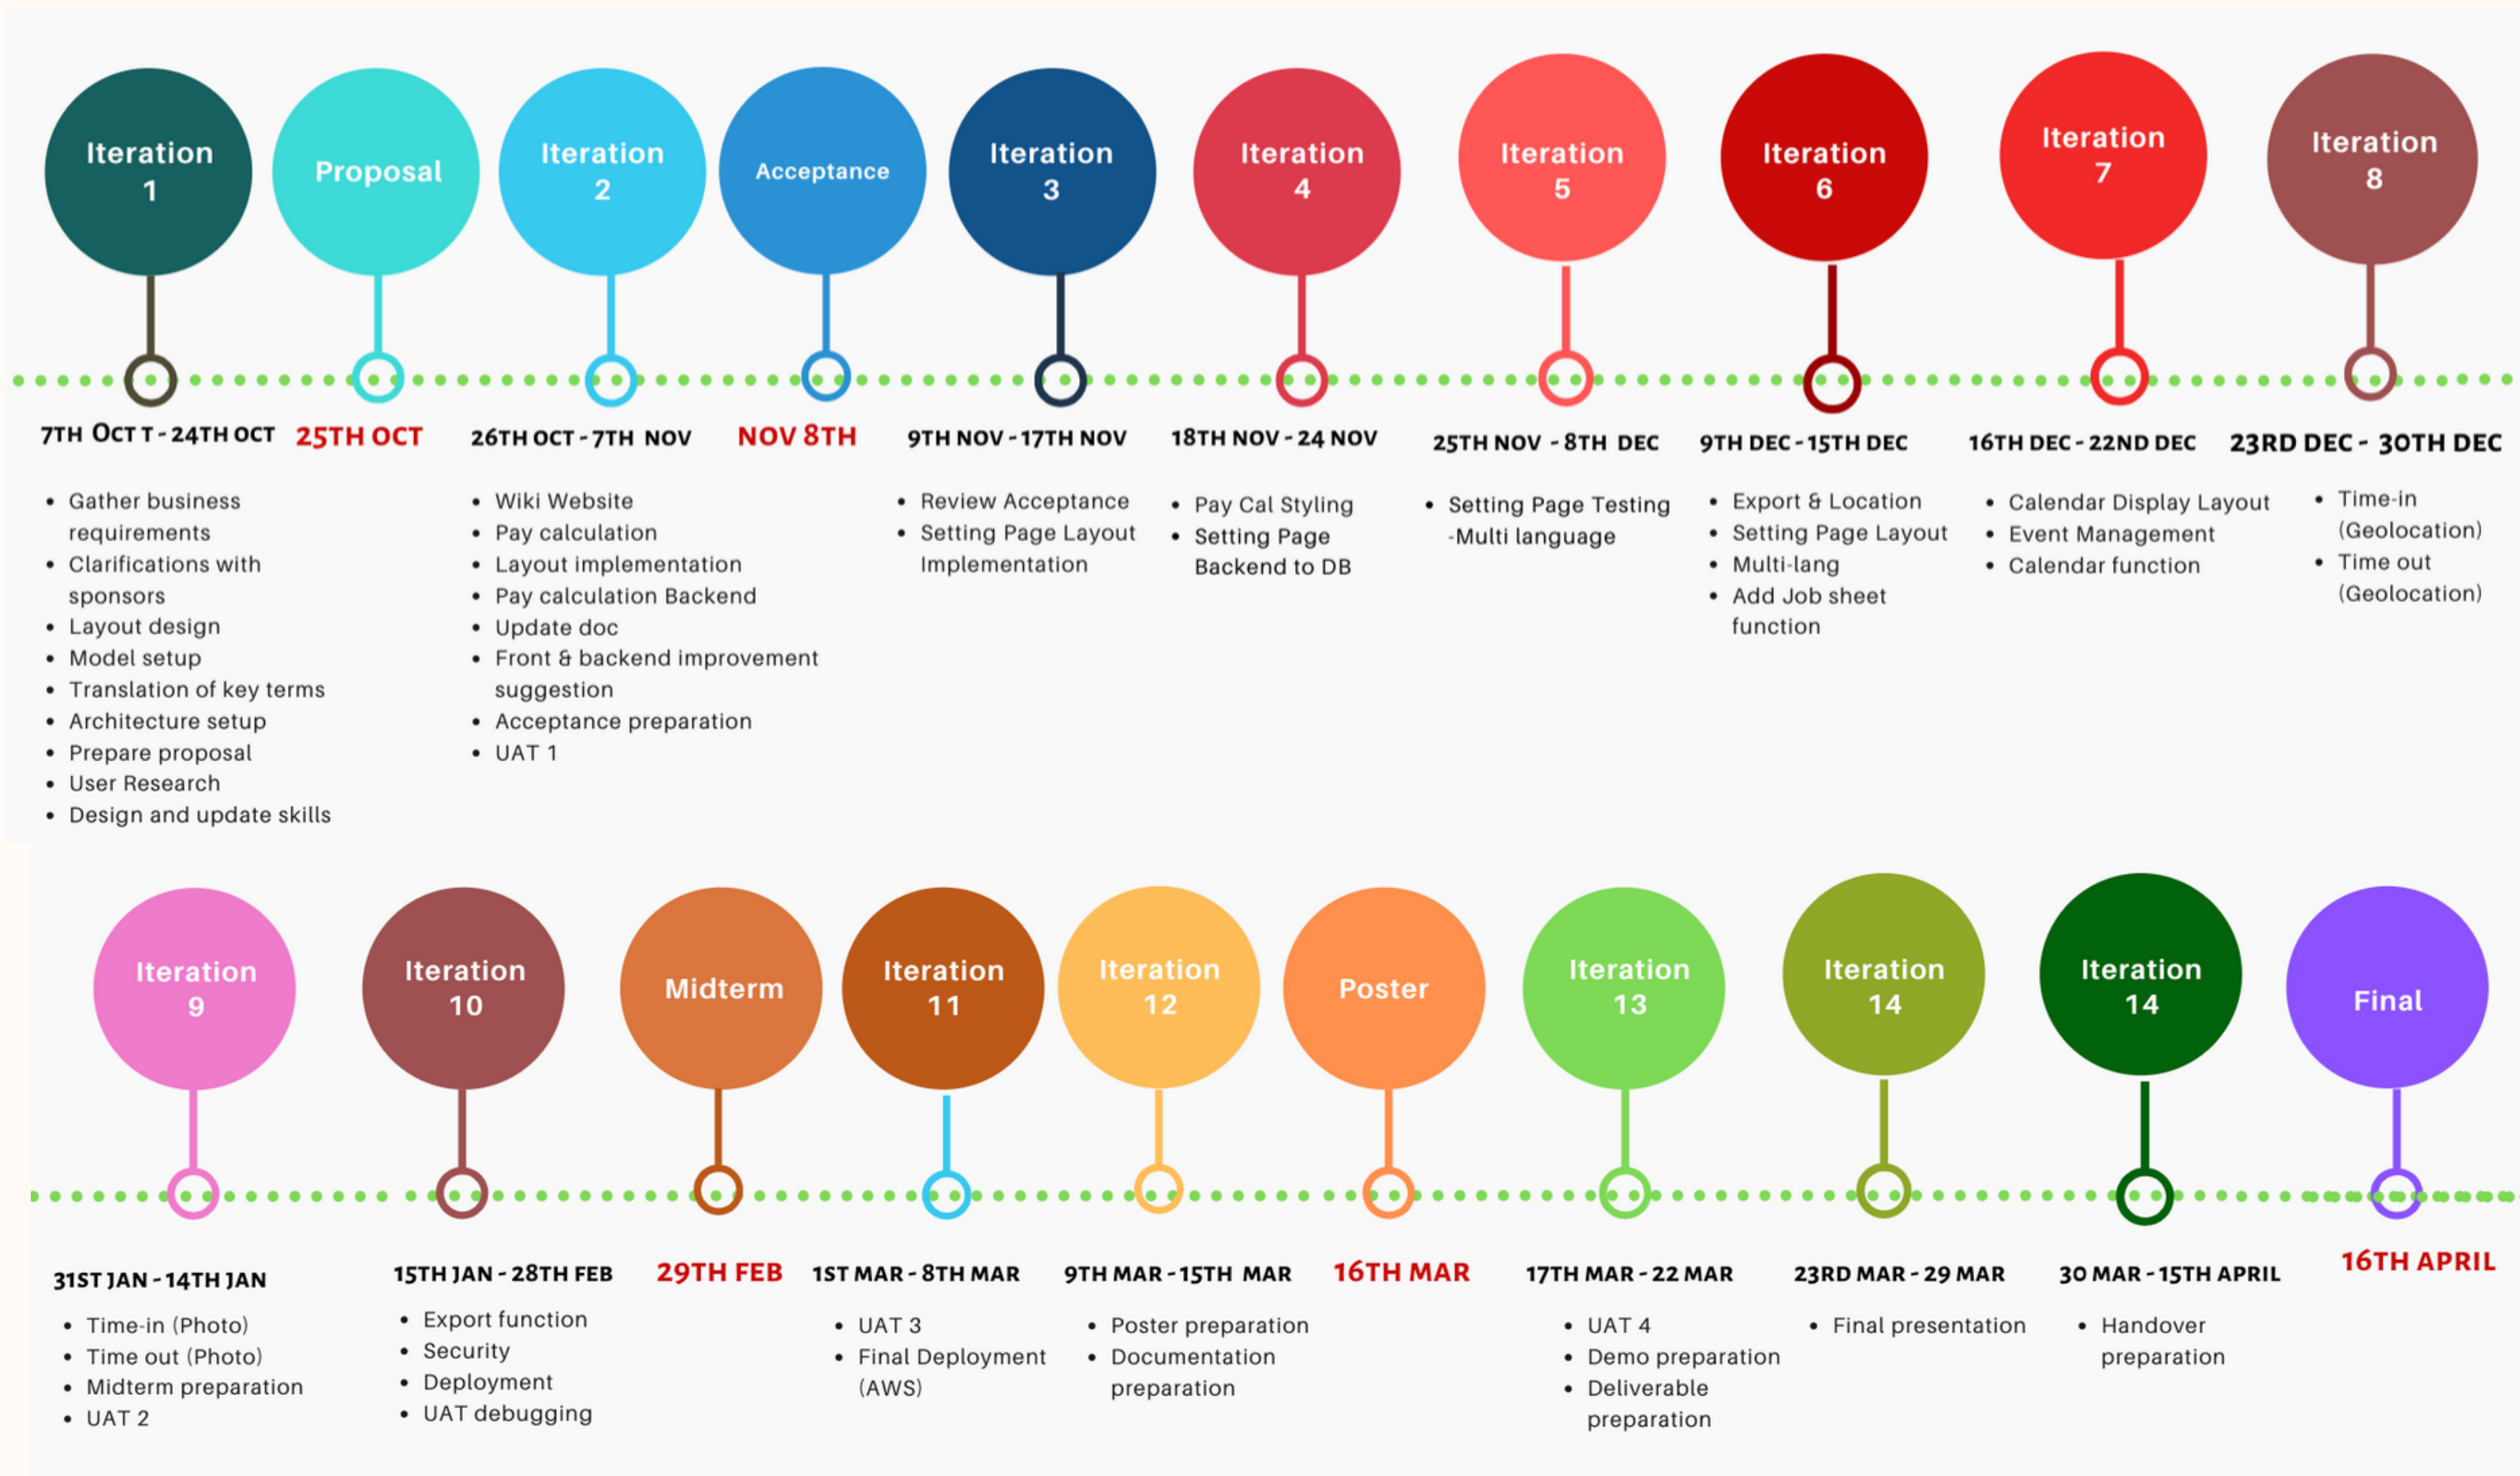 Iteration
1
Proposal
Iteration
2
Acceptance
Iteration
3
Iteration
4
Iteration
5
Iteration
6
Iteration
7
Iteration
8
7TH OCT T - 24TH OCT
25TH OCT
26TH OCT - 7TH NOV
NOV 8TH
9TH NOV - 17TH NOV
18TH NOV - 24 NOV
25TH NOV - 8TH DEC
9TH DEC - 15TH DEC
16TH DEC - 22ND DEC
23RD DEC - 30TH DEC
• Gather business
requirements
• Clarifications with
sponsors
• Layout design
• Model setup
• Translation of key terms
• Architecture setup
• Prepare proposal
• User Research
• Design and update skills
• Wiki Website
• Pay calculation
• Layout implementation
• Pay calculation Backend
• Update doc
• Front & backend improvement
suggestion
• Acceptance preparation
• UAT 1
• Review Acceptance
• Setting Page Layout
Implementation
• Pay Cal Styling
• Setting Page
Backend to DB
• Setting Page Testing
-Multi language
• Export & Location
• Setting Page Layout
• Multi-lang
• Add Job sheet
function
• Calendar Display Layout
• Event Management
• Calendar function
• Time-in
(Geolocation)
• Time out
(Geolocation)
Iteration
9
Iteration
10
Midterm
Iteration
11
Iteration
12
Poster
Iteration
13
Iteration
14
Iteration
14
Final
31ST JAN - 14TH JAN
15TH JAN - 28TH FEB
29TH FEB
1ST MAR - 8TH MAR
9TH MAR - 15TH MAR
16TH MAR
17TH MAR - 22 MAR
23RD MAR - 29 MAR
30 MAR - 15TH APRIL
16TH APRIL
• Time-in (Photo)
• Time out (Photo)
• Midterm preparation
• UAT 2
• Export function
• Security
• Deployment
• UAT debugging
• UAT 3
• Final Deployment
(AWS)
• Poster preparation
• Documentation
preparation
• UAT 4
• Demo preparation
• Deliverable
preparation
• Final presentation
• Handover
preparation